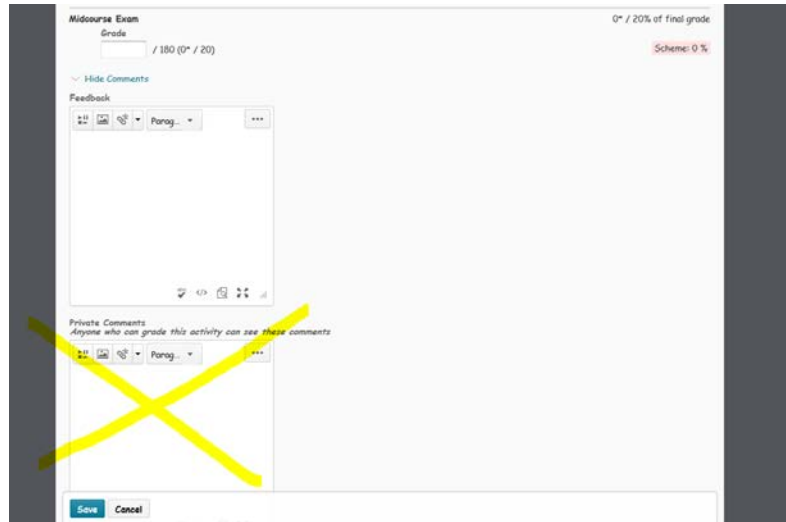 Midcourse Exam 0* / 20% of final grade
Grade
/ 180 (0* / 20) Scheme: 0 %
Hide Comments
Feedback
Parag...
Private Comments
Anyone who can grade this activity can see these comments
Parag...
Save Cancel